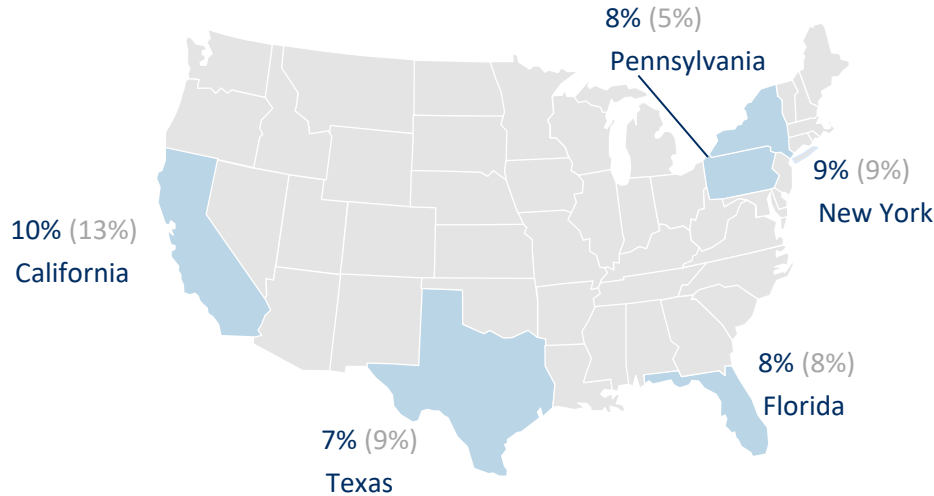 8% (5%)
Pennsylvania
9% (9%)
New York
10% (13%)
California
8% (8%)
Florida
7% (9%)
Texas